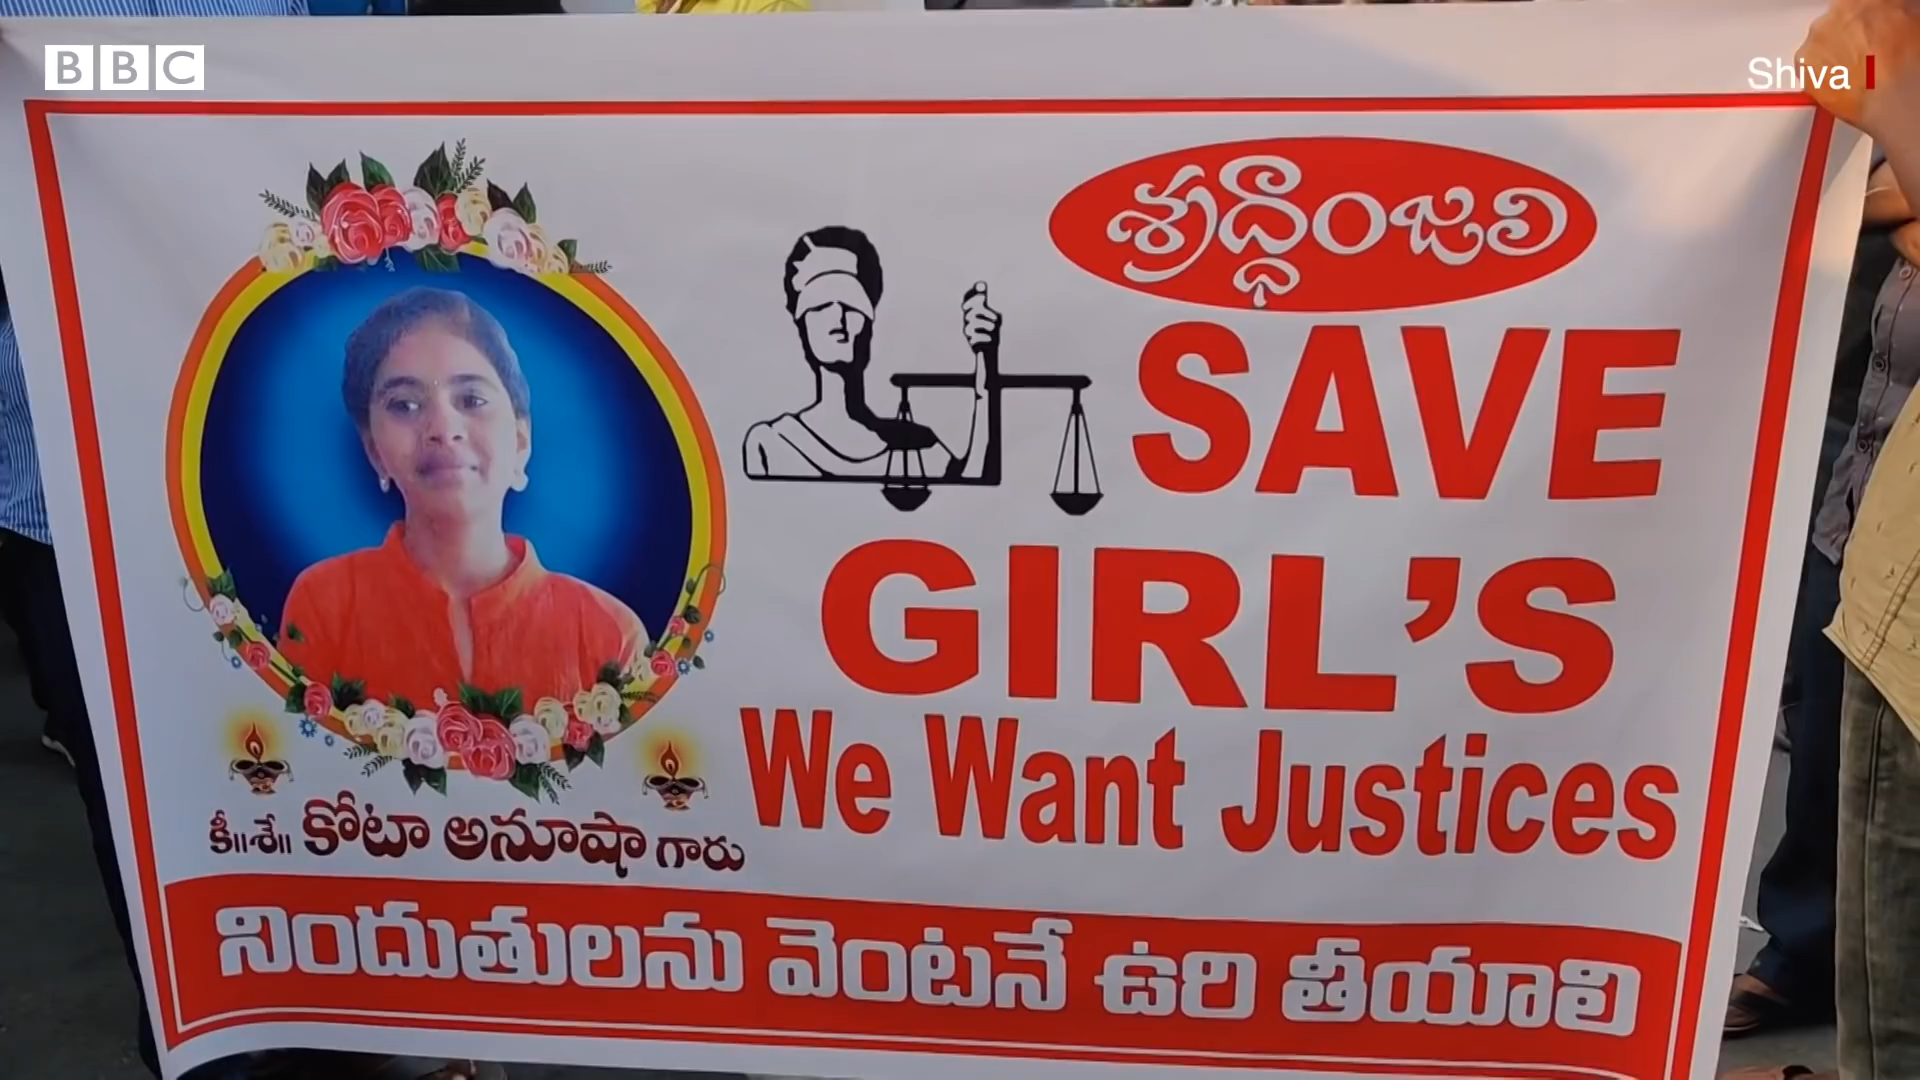 BBC
Shiva
శ్రద్ధాంజలి
SAVE
GIRL'S
We Want Justices
కీ॥శే॥ కోటా అనూషా గారు
నిందుతులను వెంటనే ఉరి తీయాలి